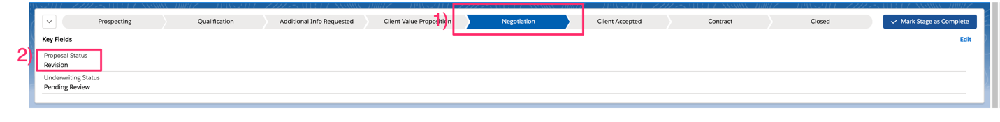 1)
Prospecting
Qualification
Additional Info Requested
Client Value Proposition
Negotiation
Client Accepted
Contract
Closed
Mark Stage as Complete
Key Fields
Edit
2)
Proposal Status
Revision
Underwriting Status
Pending Review